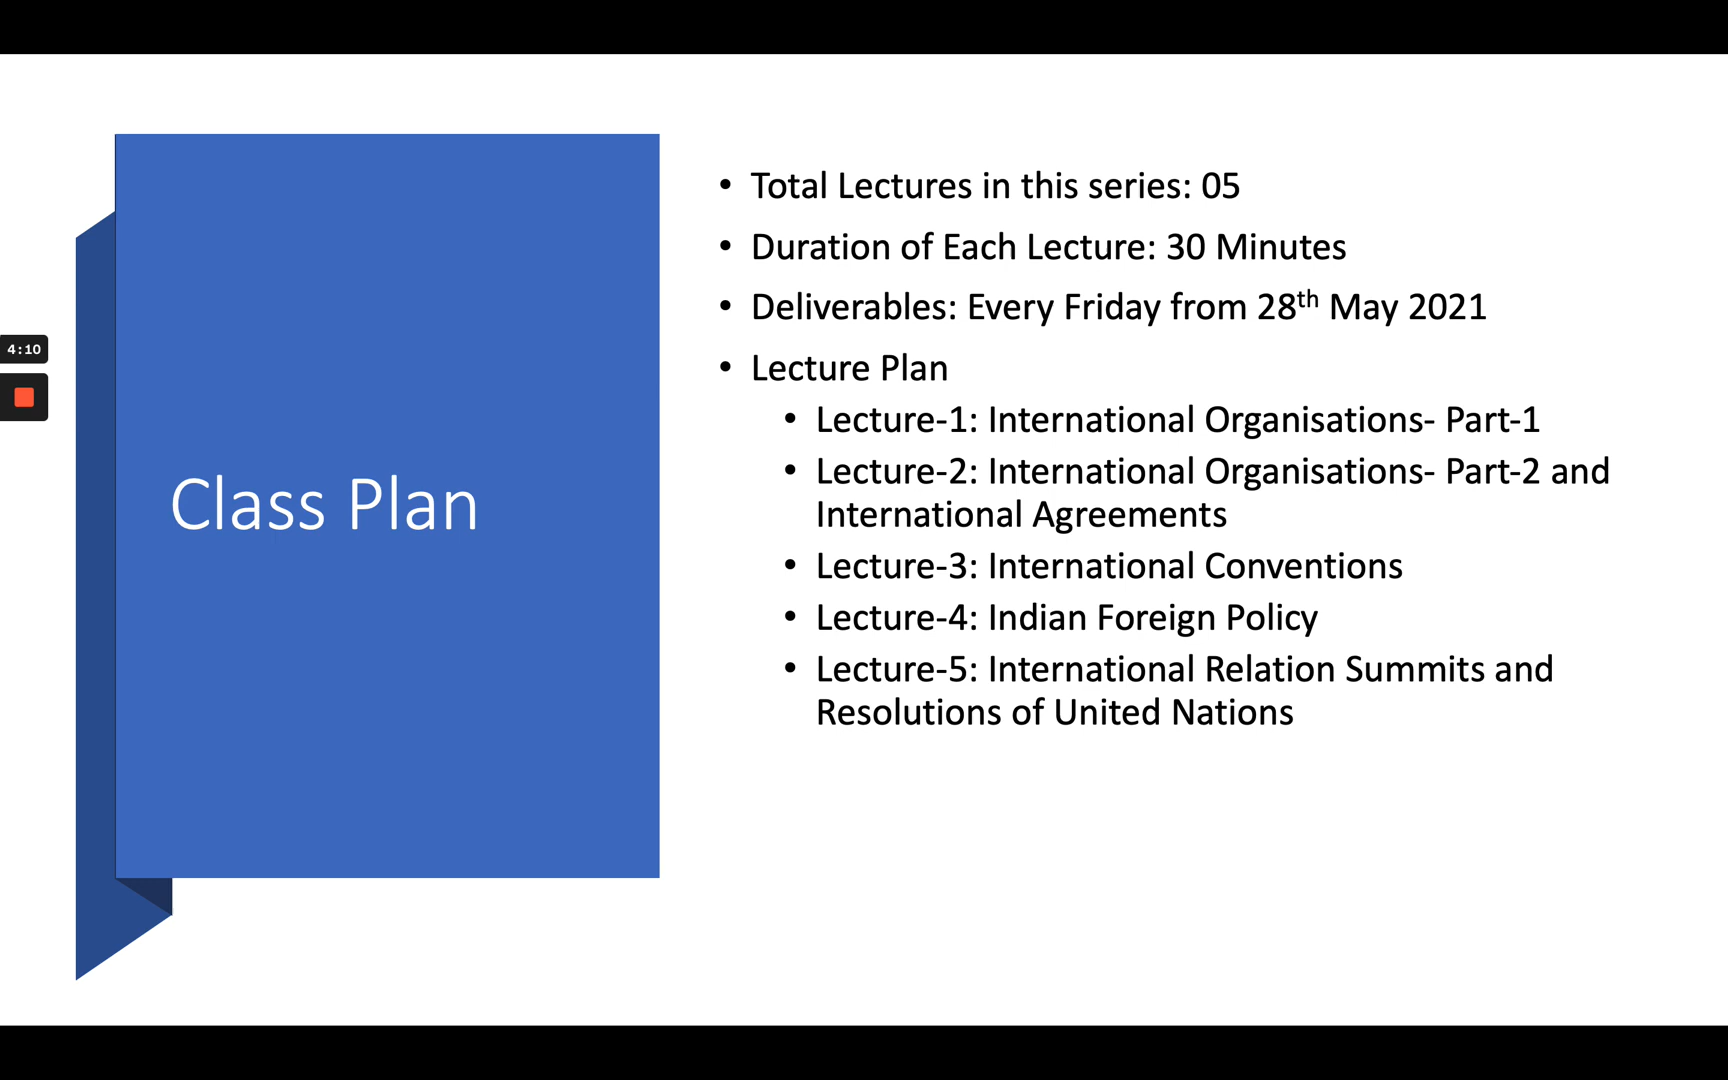 4:10
Class Plan
• Total Lectures in this series: 05
• Duration of Each Lecture: 30 Minutes
• Deliverables: Every Friday from 28th May 2021
• Lecture Plan
• Lecture-1: International Organisations- Part-1
• Lecture-2: International Organisations- Part-2 and
International Agreements
• Lecture-3: International Conventions
• Lecture-4: Indian Foreign Policy
• Lecture-5: International Relation Summits and
Resolutions of United Nations